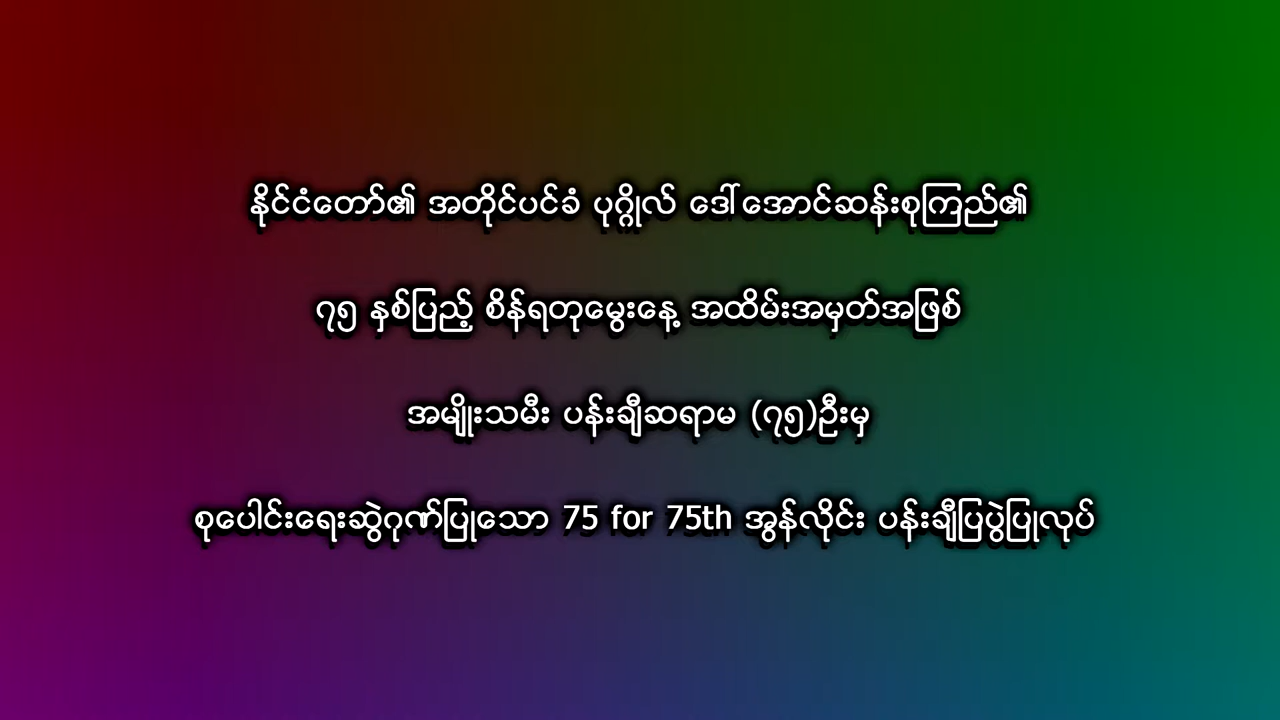 နိုင်ငံတော်၏ အတိုင်ပင်ခံ ပုဂ္ဂိုလ် ဒေါ်အောင်ဆန်းစုကြည်၏
၇၅ နှစ်ပြည့် စိန်ရတုမွေးနေ့ အထိမ်းအမှတ်အဖြစ်
အမျိုးသမီး ပန်းချီဆရာမ (၇၅)ဦးမှ
စုပေါင်းရေးဆွဲဂုဏ်ပြုသော 75 for 75th အွန်လိုင်း ပန်းချီပြပွဲပြုလုပ်